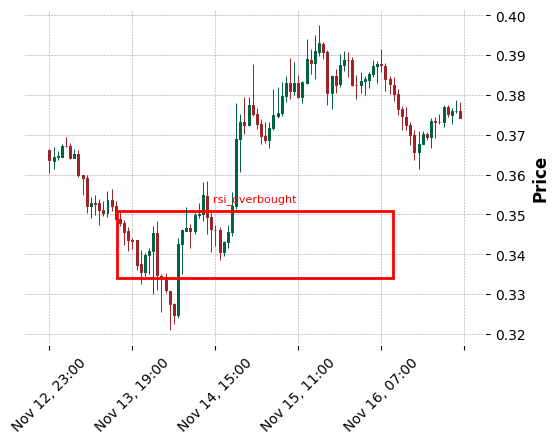 0.40
0.39
0.38
0.37
0.36
0.35
0.34
0.33
0.32
Price
rsi_overbought
Nov 12, 23:00
Nov 13, 19:00
Nov 14, 15:00
Nov 15, 11:00
Nov 16, 07:00